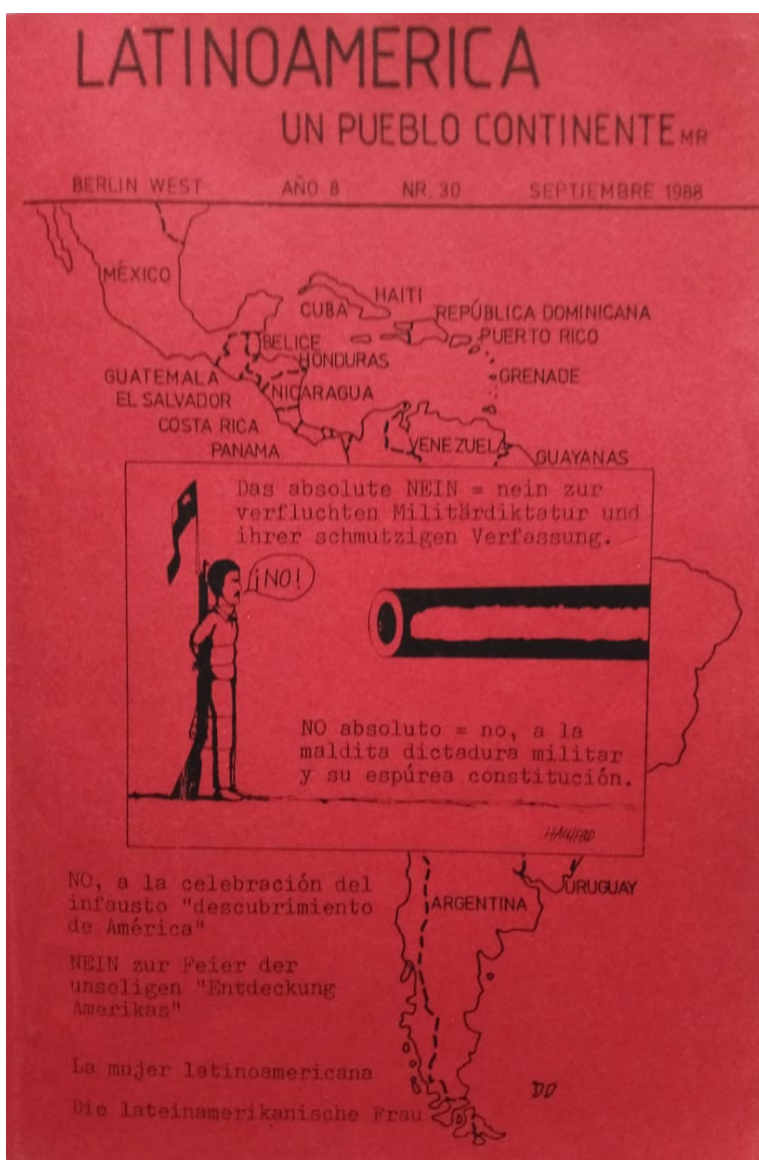 LATINOAMERICA
UN PUEBLO CONTINENTE MR
BERLIN WEST AÑO 8 NR. 30 SEPTIEMBRE 1988
MÉXICO
CUBA
HAITI
REPÚBLICA DOMINICANA
PUERTO RICO
BELICE
HONDURAS
GUATEMALA
GRENADE
EL SALVADOR
NICARAGUA
COSTA RICA
PANAMA
VENEZUELA
GUAYANAS
Das absolute NEIN = nein zur
verfluchten Militärdiktatur und
ihrer schmutzigen Verfassung.
¡NO!
NO absoluto = no, a la
maldita dictadura militar
y su espúrea constitución.
NO, a la celebración del
infausto "descubrimiento
de América"
URUGUAY
ARGENTINA
NEIN zur Feier der
unseligen "Entdeckung
Amerikas"
La mujer latinoamericana
Die lateinamerikanische Frau